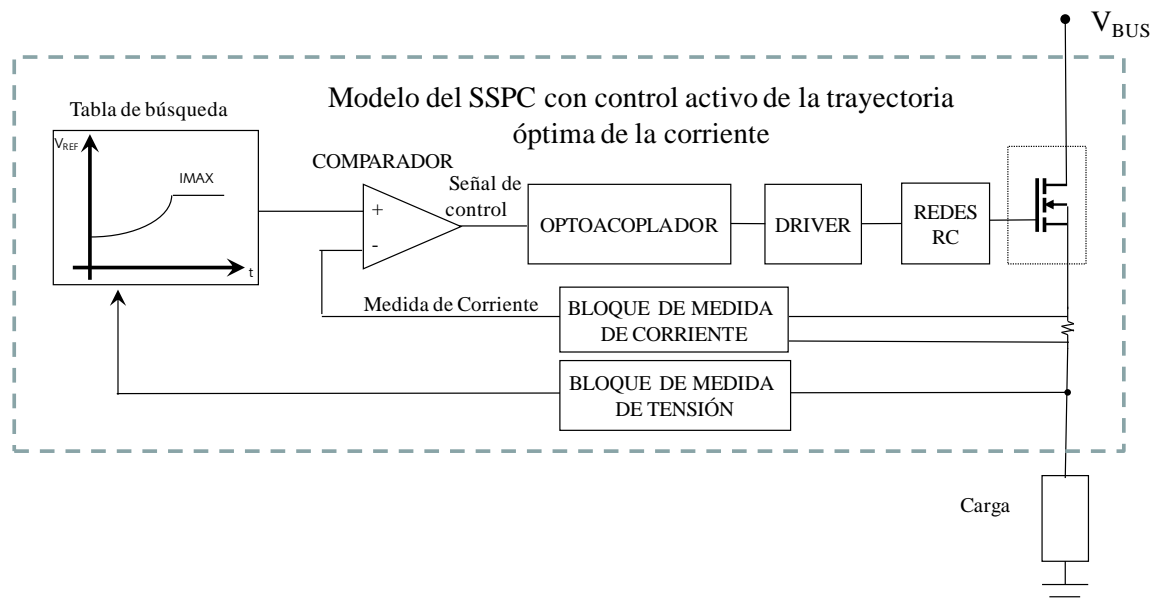 V_BUS
Modelo del SSPC con control activo de la trayectoria
óptima de la corriente
Tabla de búsqueda
V_REF
IMAX
t
COMPARADOR
+
-
Señal de
control
OPTOACOPLADOR
DRIVER
REDES
RC
Medida de Corriente
BLOQUE DE MEDIDA
DE CORRIENTE
BLOQUE DE MEDIDA
DE TENSIÓN
Carga